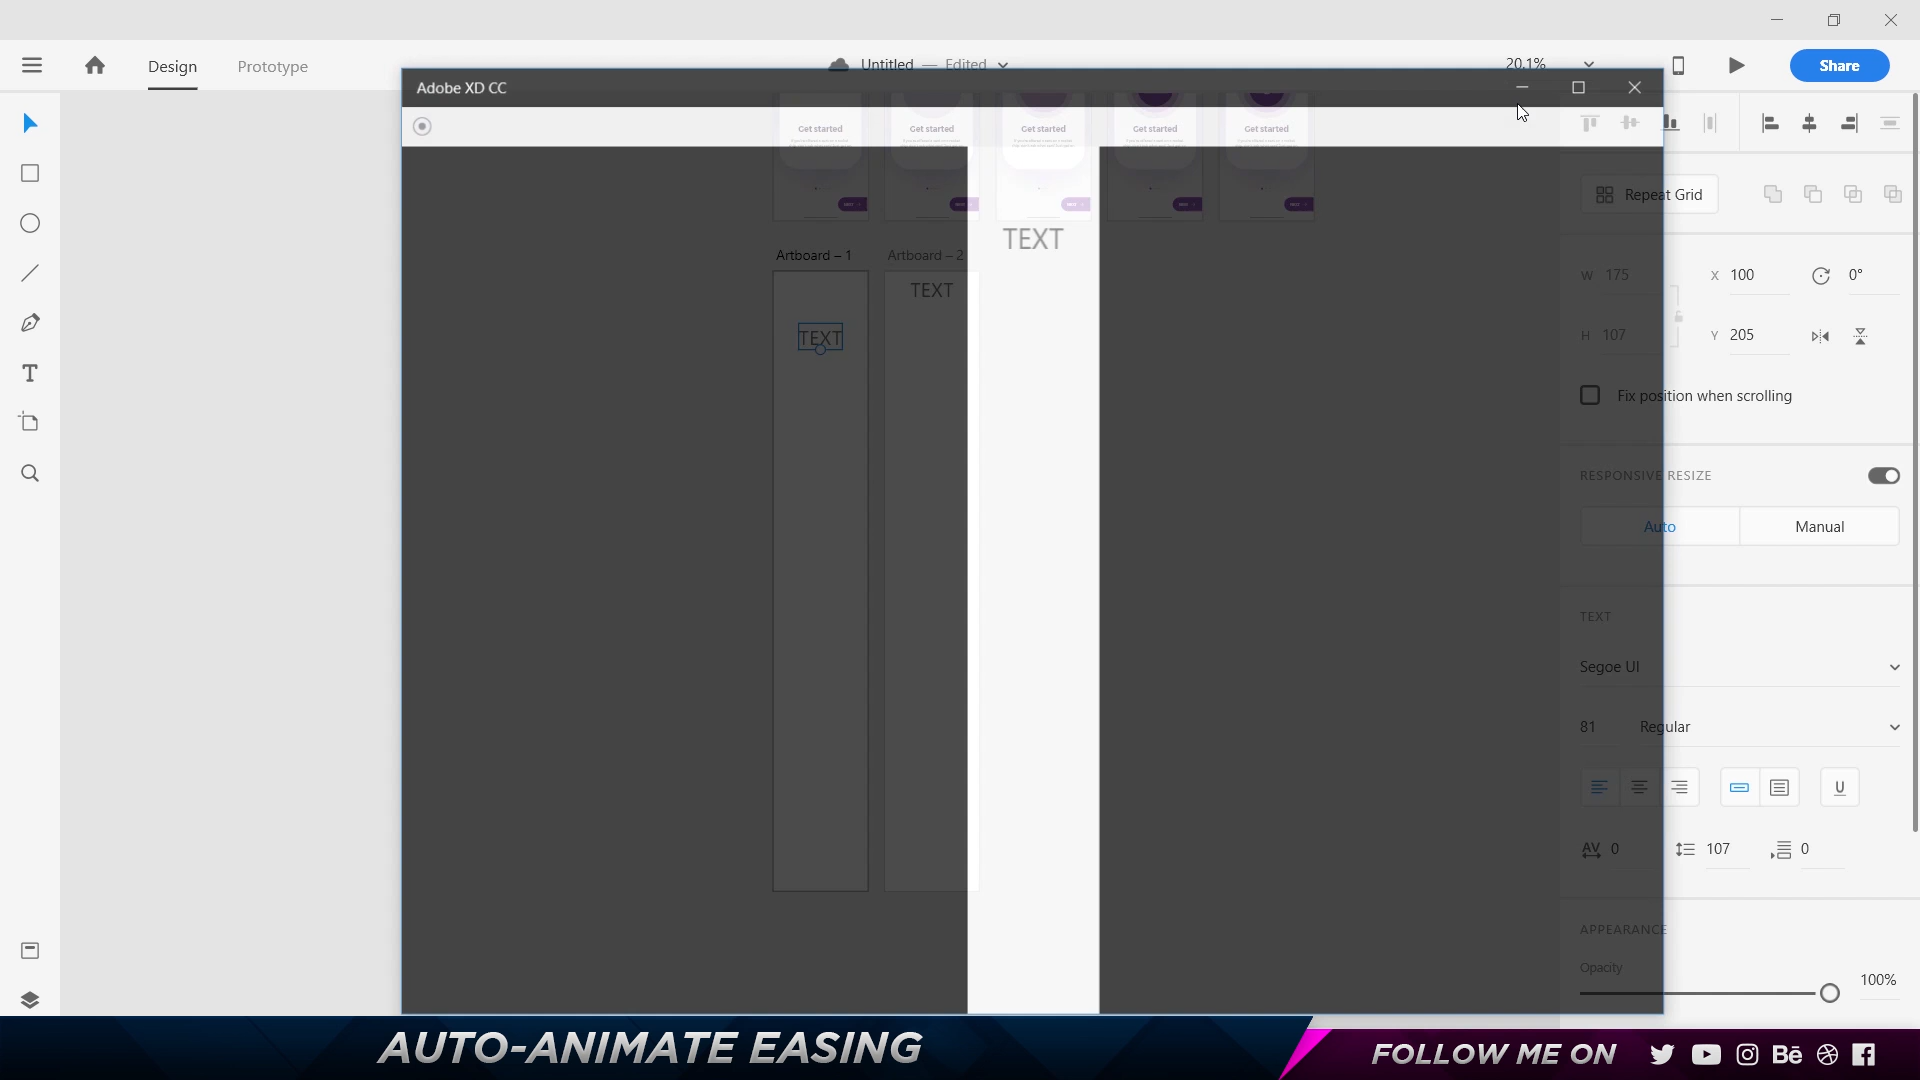 Design
Prototype
Untitled — Edited
20.1%
Share
Adobe XD CC
Get started
Get started
Get started
Get started
Get started
TEXT
Artboard – 1
Artboard – 2
TEXT
TEXT
Repeat Grid
W 175
X 100
0°
H 107
Y 205
Fix position when scrolling
RESPONSIVE RESIZE
Auto
Manual
TEXT
Segoe UI
81
Regular
U
AV 0
107
0
APPEARANCE
Opacity
100%
AUTO-ANIMATE EASING
FOLLOW ME ON
Bē